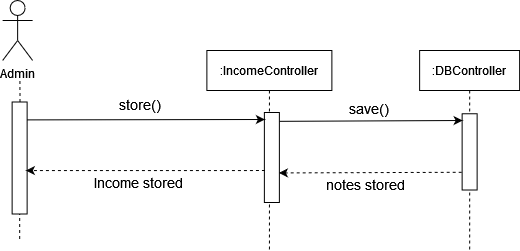 Admin
:IncomeController
:DBController
store()
save()
Income stored
notes stored